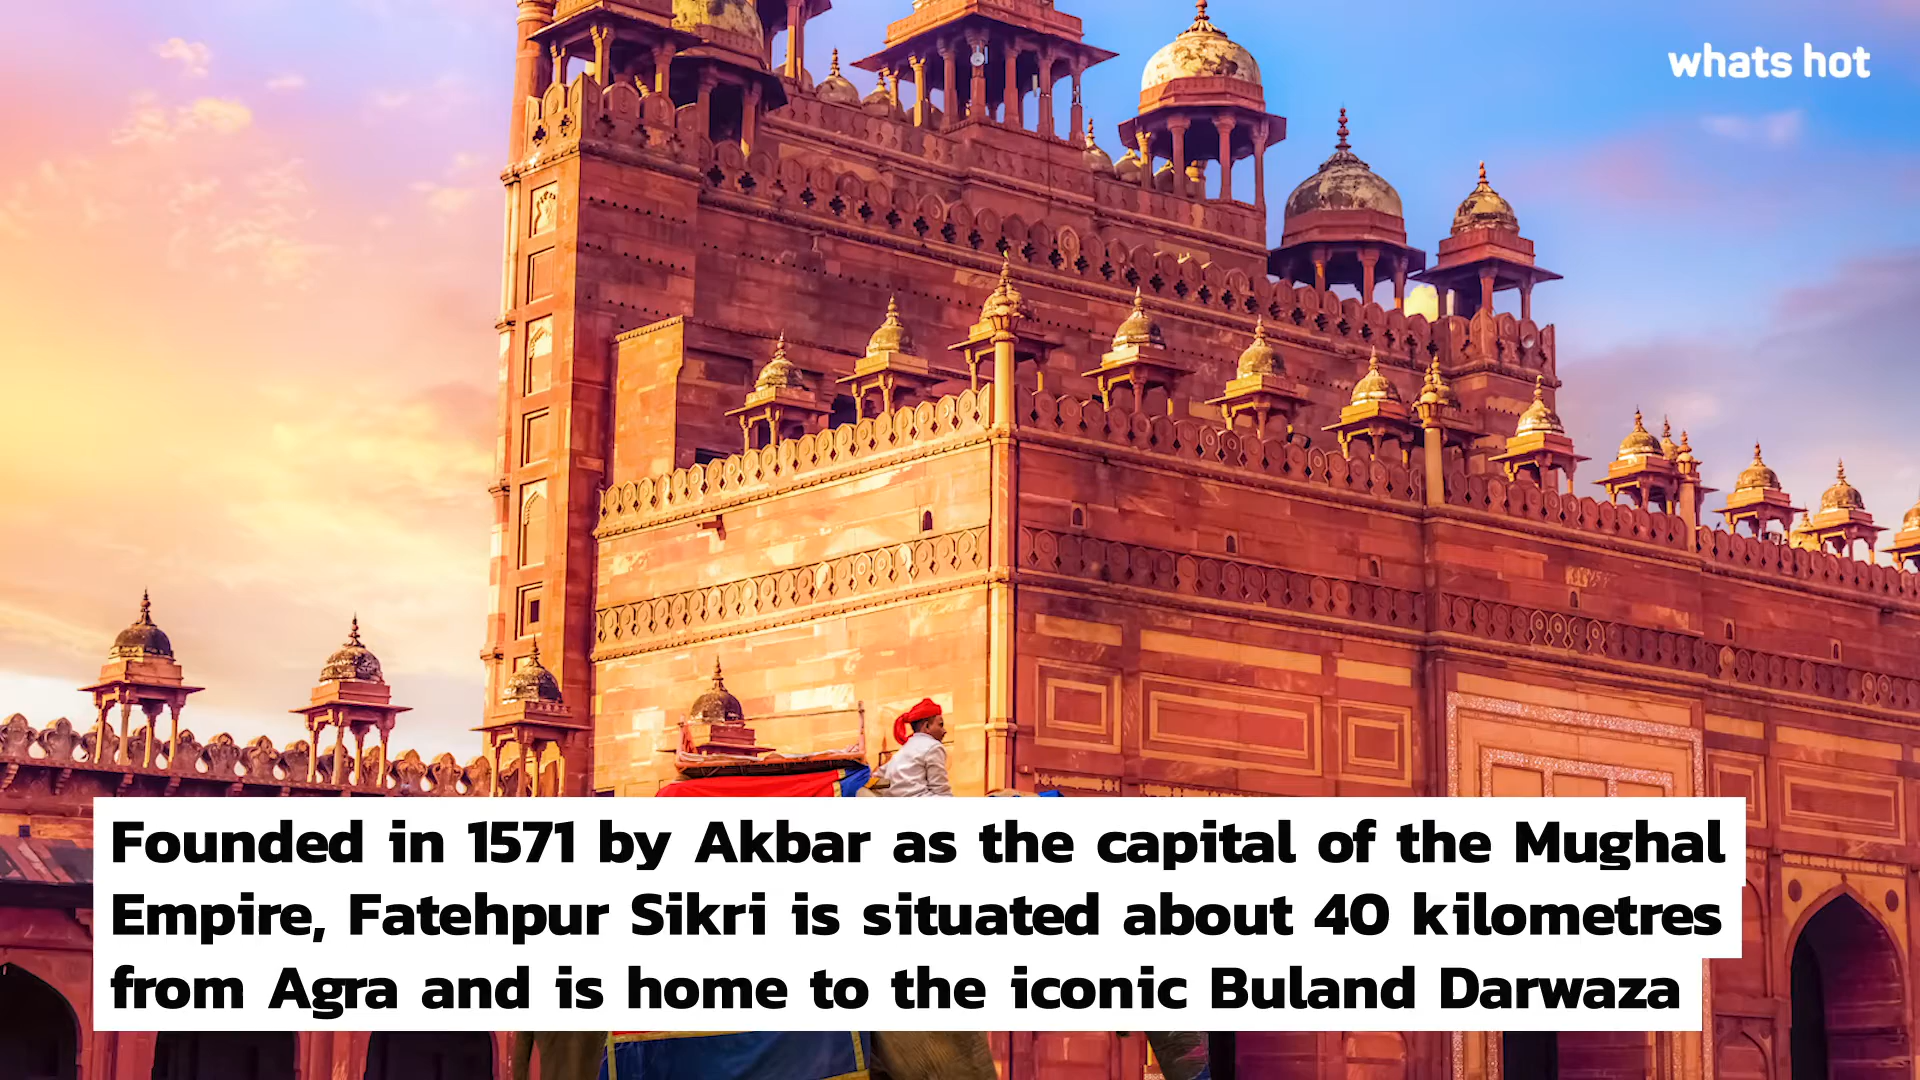 whats hot
Founded in 1571 by Akbar as the capital of the Mughal
Empire, Fatehpur Sikri is situated about 40 kilometres
from Agra and is home to the iconic Buland Darwaza